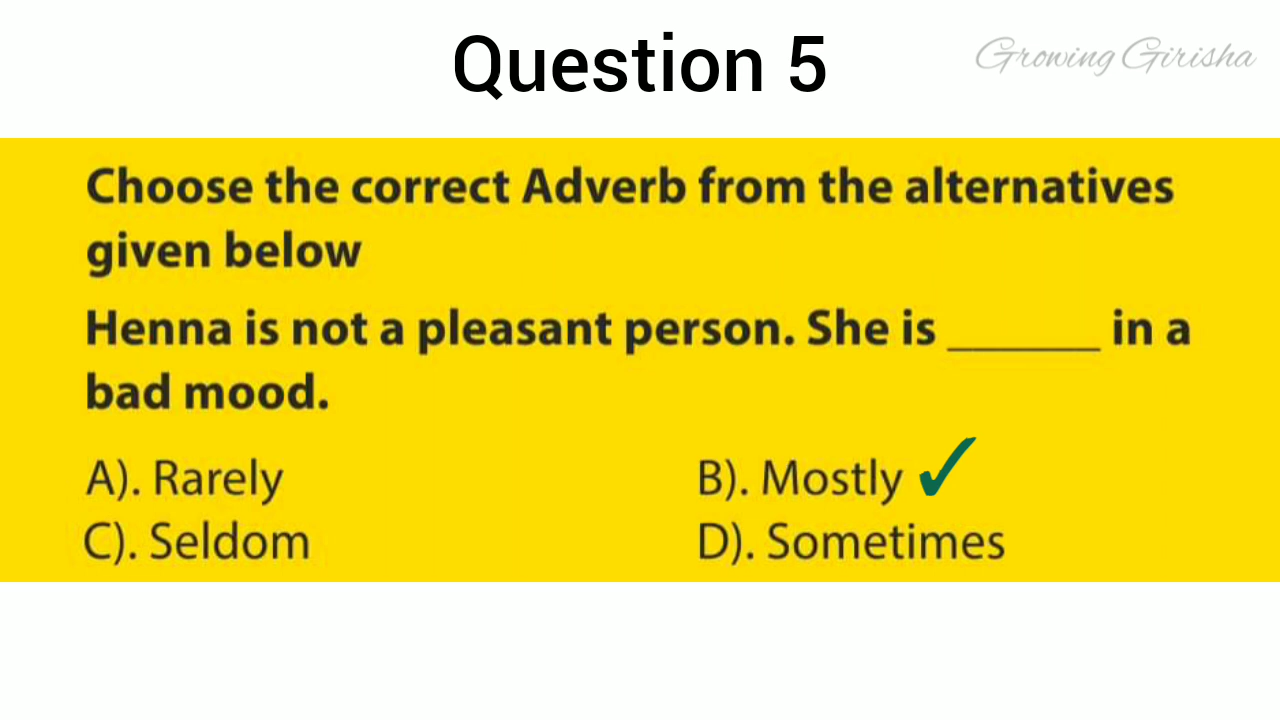 Question 5
Growing Girisha
Choose the correct Adverb from the alternatives
given below
Henna is not a pleasant person. She is ______ in a
bad mood.
A). Rarely
B). Mostly ✓
C). Seldom
D). Sometimes